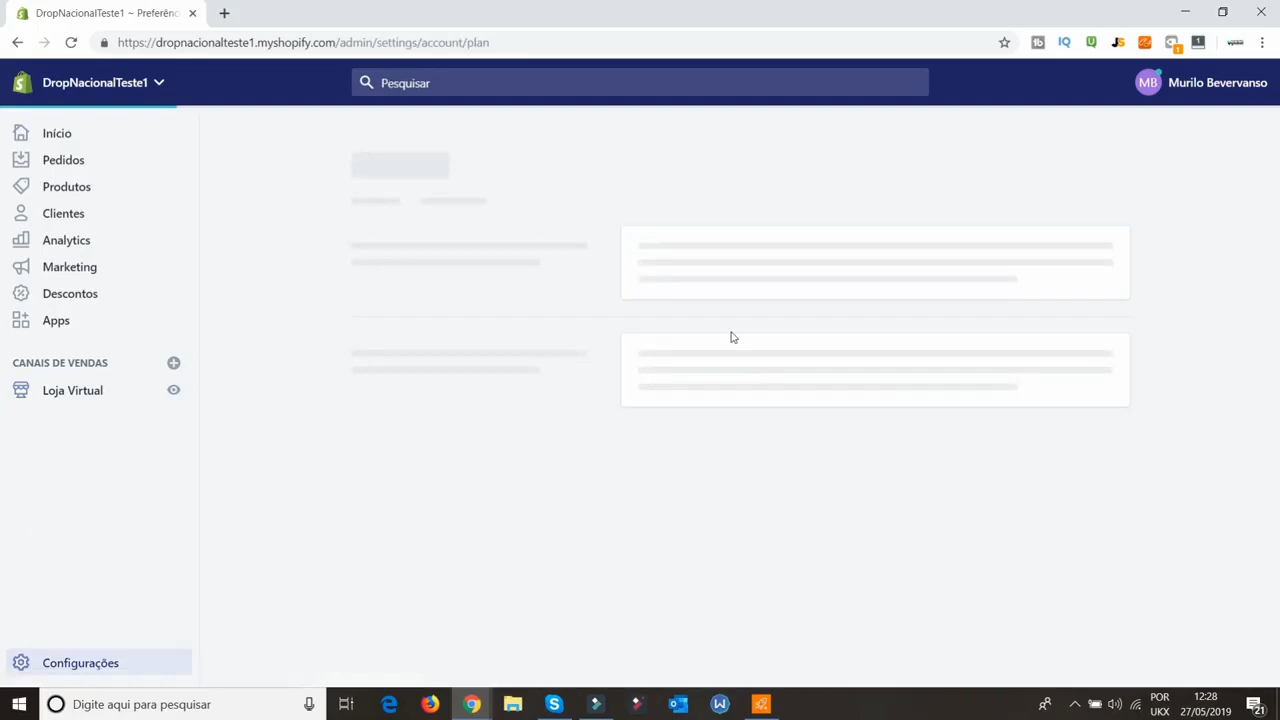 DropNacionalTeste1 ~ Preferênc
https://dropnacionalteste1.myshopify.com/admin/settings/account/plan
DropNacionalTeste1
Pesquisar
MB
Murilo Bevervanso
Início
Pedidos
Produtos
Clientes
Analytics
Marketing
Descontos
Apps
CANAIS DE VENDAS
Loja Virtual
Configurações
Digite aqui para pesquisar
POR
UKX
12:28
27/05/2019
21